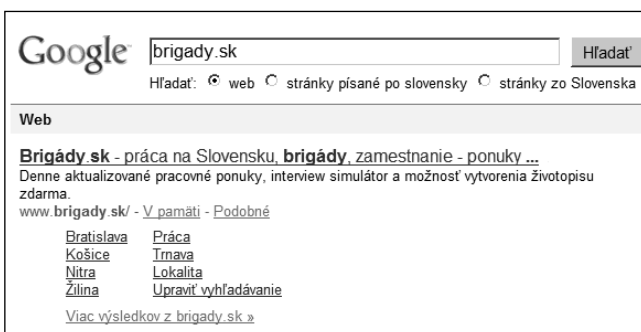 Google brigady.sk Hľadať
Hľadať: web stránky písané po slovensky stránky zo Slovenska
Web
Brigády.sk - práca na Slovensku, brigády, zamestnanie - ponuky ...
Denne aktualizované pracovné ponuky, interview simulátor a možnosť vytvorenia životopisu
zdarma.
www.brigady.sk/ - V pamäti - Podobné
Bratislava Práca
Košice Trnava
Nitra Lokalita
Žilina Upraviť vyhľadávanie
Viac výsledkov z brigady.sk »